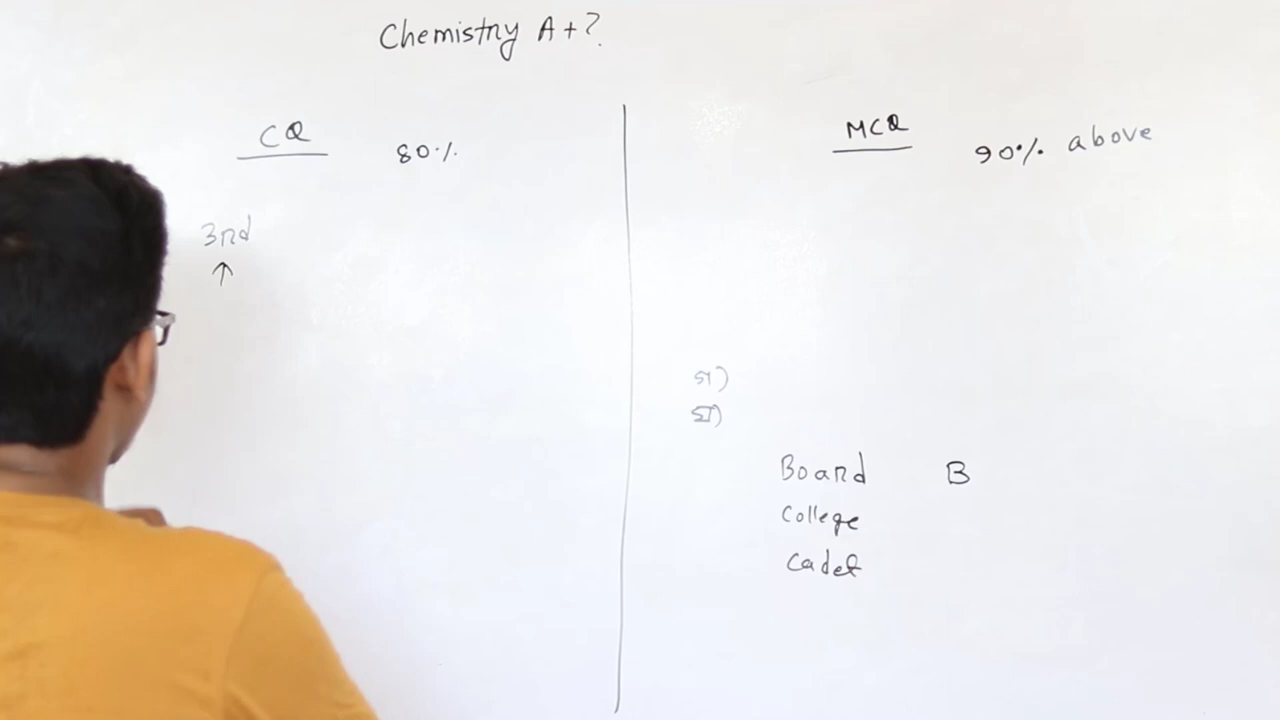 Chemistry A+?
CQ 80%
3rd
↑
MCQ 90% above
Board B
College
Cadet